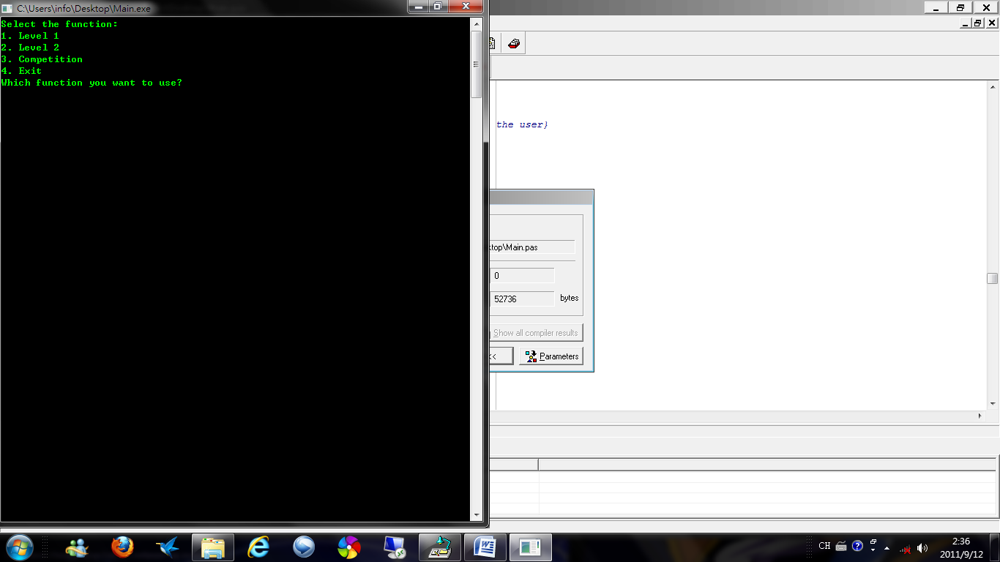 C:\Users\info\Desktop\Main.exe
Select the function:
1. Level 1
2. Level 2
3. Competition
4. Exit
Which function you want to use?
the user}
ktop\Main.pas
0
52736 bytes
Show all compiler results
<<
Parameters
CH
2:36
2011/9/12